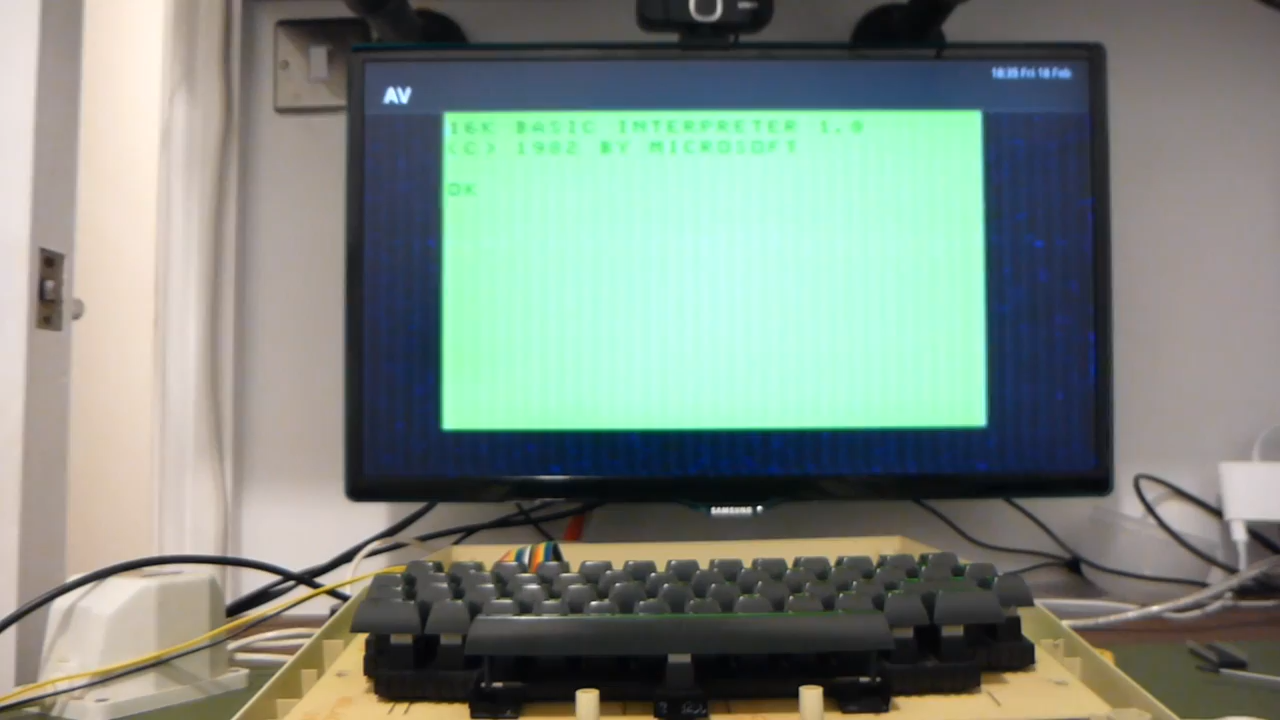 18:35 Fri 18 Feb
AV
16K BASIC INTERPRETER 1.0
(C) 1982 BY MICROSOFT
OK
SAMSUNG